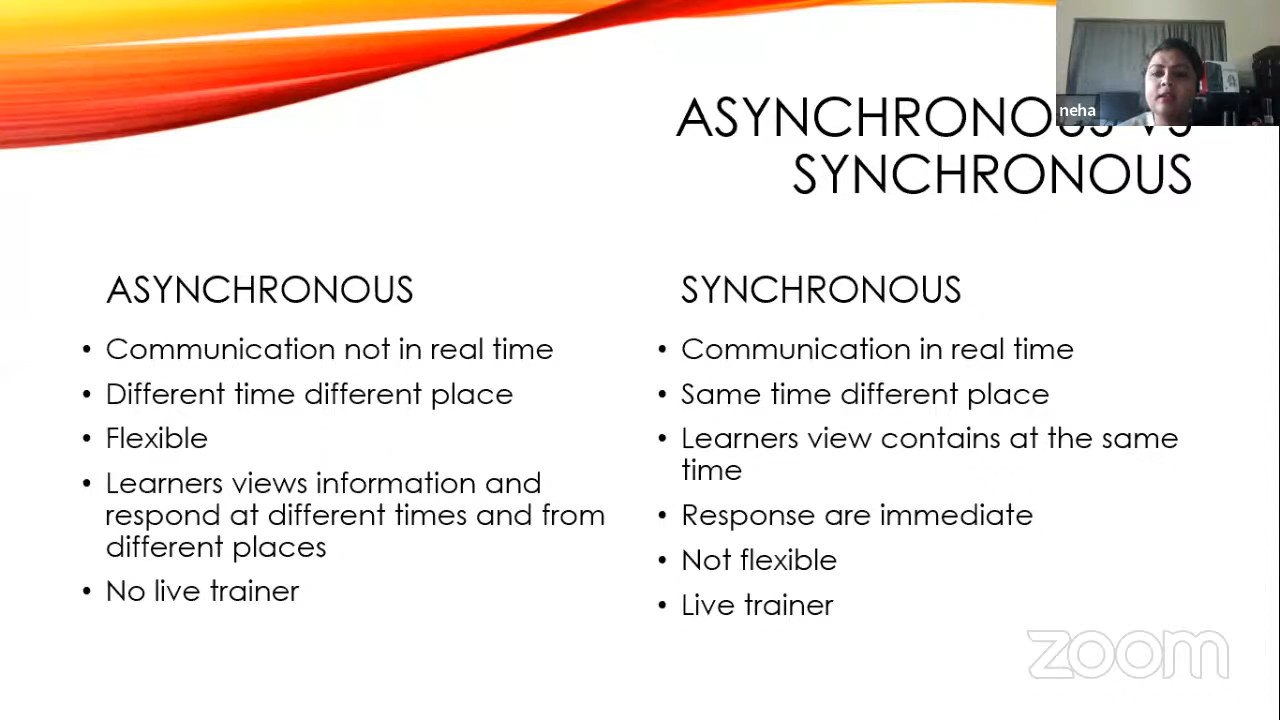 neha
ASYNCHRONOUS VS
SYNCHRONOUS
ASYNCHRONOUS
• Communication not in real time
• Different time different place
• Flexible
• Learners views information and
respond at different times and from
different places
• No live trainer
SYNCHRONOUS
• Communication in real time
• Same time different place
• Learners view contains at the same
time
• Response are immediate
• Not flexible
• Live trainer
zoom